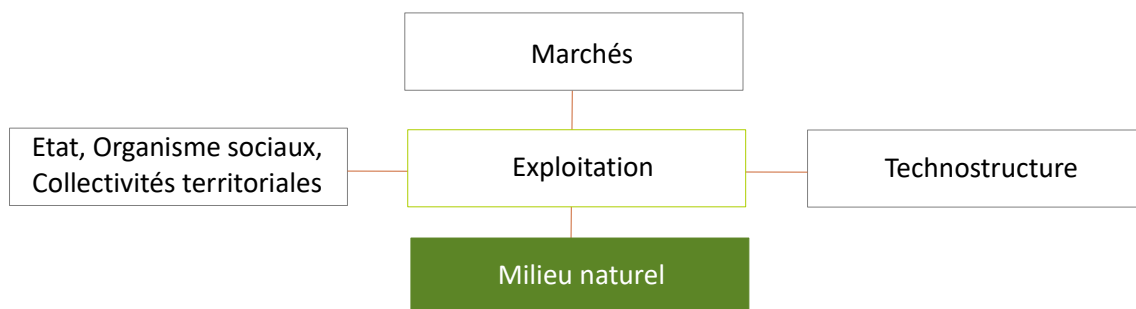 Marchés
Etat, Organisme sociaux,
Collectivités territoriales
Exploitation
Technostructure
Milieu naturel